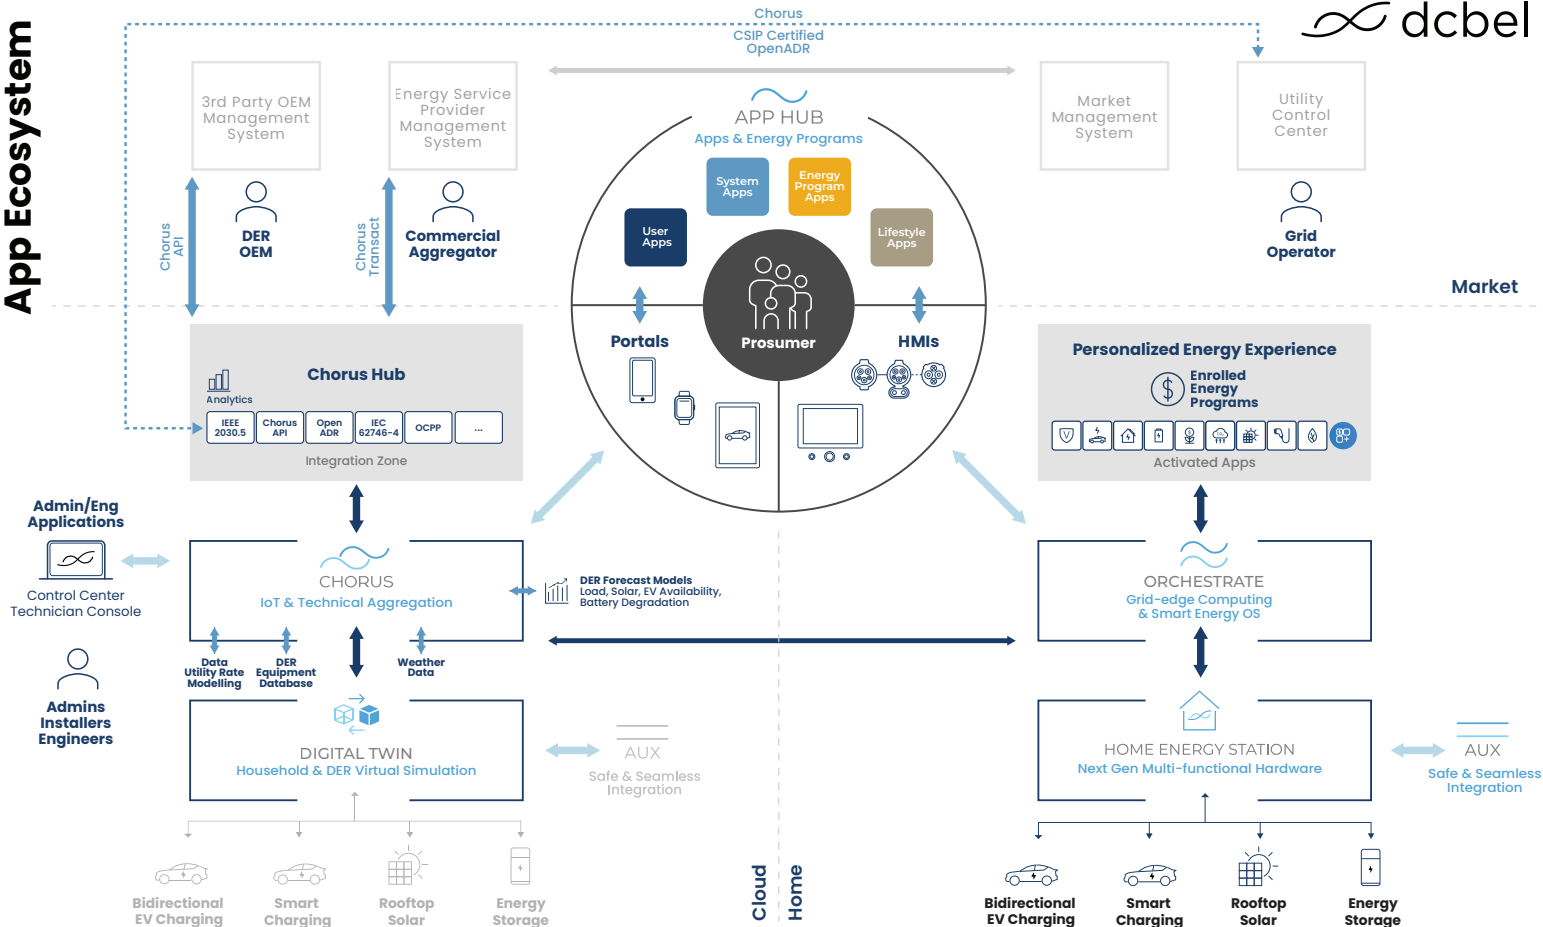 App Ecosystem
dcbel
Chorus
CSIP Certified
OpenADR
3rd Party OEM
Management
System
Energy Service
Provider
Management
System
Market
Management
System
Utility
Control
Center
DER
OEM
Commercial
Aggregator
Grid
Operator
Chorus
API
Chorus
Transact
APP HUB
Apps & Energy Programs
System
Apps
Energy
Program
Apps
User
Apps
Lifestyle
Apps
Prosumer
Portals
HMIs
Market
Chorus Hub
Analytics
IEEE
2030.5
Chorus
API
Open
ADR
IEC
62746-4
OCPP
...
Integration Zone
Personalized Energy Experience
$
Enrolled
Energy
Programs
V
Activated Apps
Admin/Eng
Applications
Control Center
Technician Console
Admins
Installers
Engineers
CHORUS
IoT & Technical Aggregation
DER Forecast Models
Load, Solar, EV Availability,
Battery Degradation
Data
Utility Rate
Modelling
DER
Equipment
Database
Weather
Data
ORCHESTRATE
Grid-edge Computing
& Smart Energy OS
DIGITAL TWIN
Household & DER Virtual Simulation
AUX
Safe & Seamless
Integration
HOME ENERGY STATION
Next Gen Multi-functional Hardware
AUX
Safe & Seamless
Integration
Bidirectional
EV Charging
Smart
Charging
Rooftop
Solar
Energy
Storage
Cloud
Home
Bidirectional
EV Charging
Smart
Charging
Rooftop
Solar
Energy
Storage